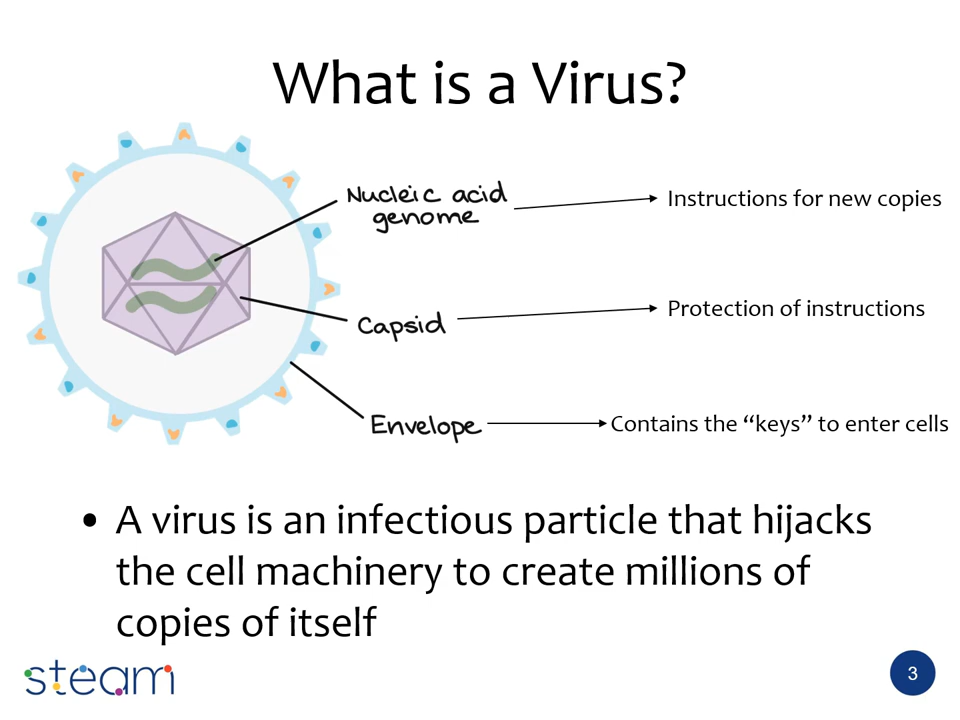 What is a Virus?
Nucleic acid
genome
Instructions for new copies
Capsid
Protection of instructions
Envelope
Contains the “keys” to enter cells
• A virus is an infectious particle that hijacks
the cell machinery to create millions of
copies of itself
steam
3